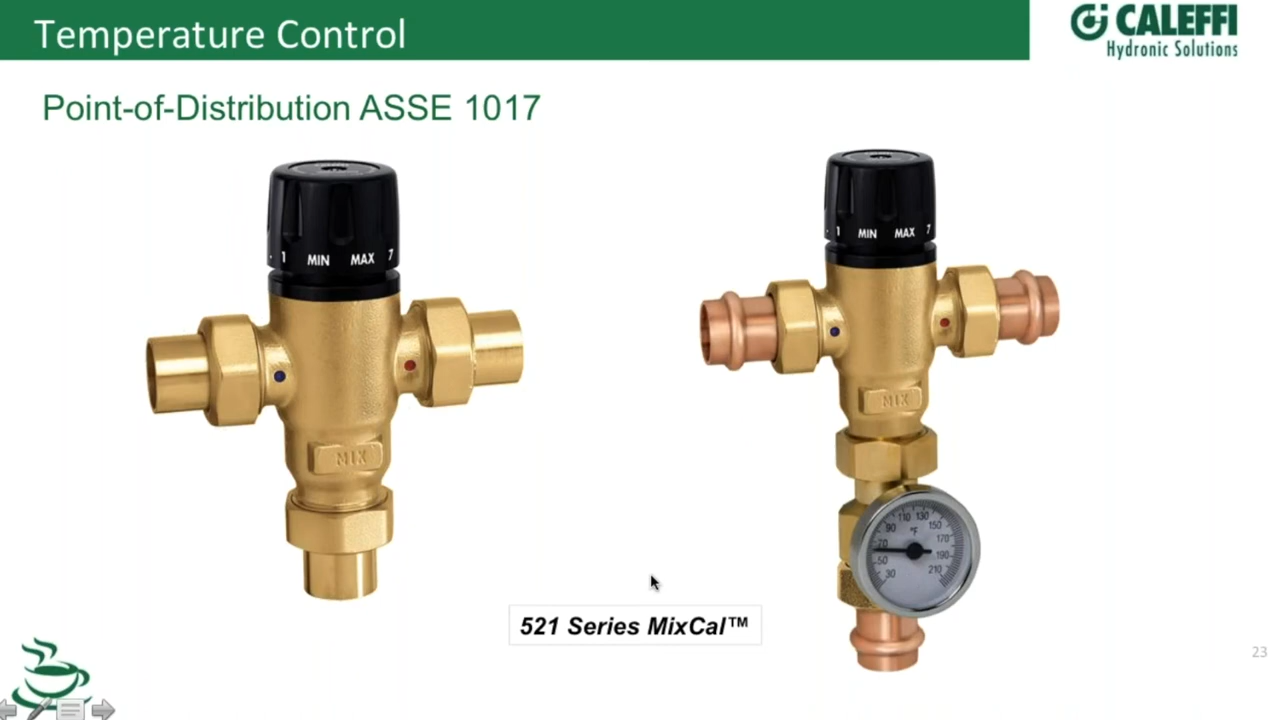 Temperature Control
CALEFFI
Hydronic Solutions
Point-of-Distribution ASSE 1017
1 MIN MAX 7
MIX
1 MIN MAX 7
MIX
°F
30
50
70
90
110
130
150
170
190
210
521 Series MixCal™
23